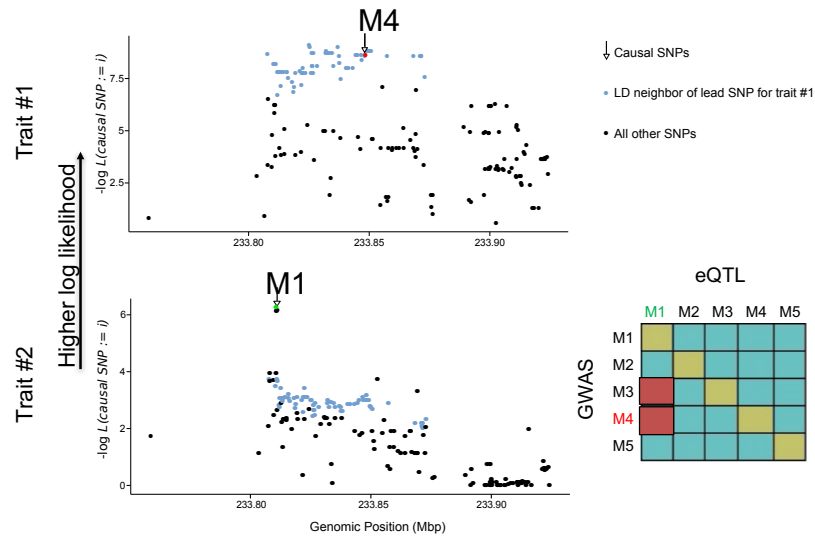 M4
Trait #1
-log L(causal SNP := i)
7.5
5
2.5
233.80
233.85
233.90
Causal SNPs
LD neighbor of lead SNP for trait #1
All other SNPs
Higher log likelihood
M1
Trait #2
-log L(causal SNP := i)
6
4
2
0
233.80
233.85
233.90
Genomic Position (Mbp)
eQTL
M1 M2 M3 M4 M5
GWAS
M1
M2
M3
M4
M5